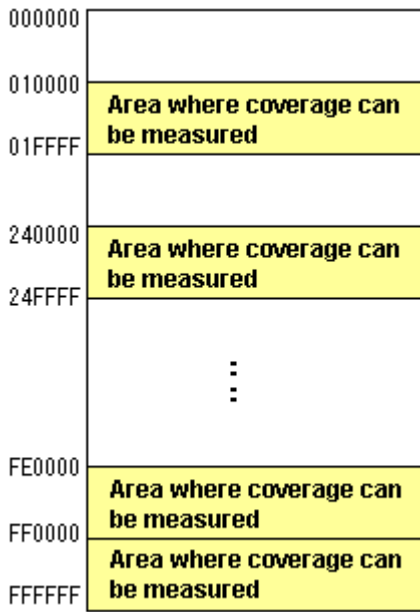 000000
010000
Area where coverage can
be measured
01FFFF
240000
Area where coverage can
be measured
24FFFF
FE0000
Area where coverage can
be measured
FF0000
Area where coverage can
be measured
FFFFFF